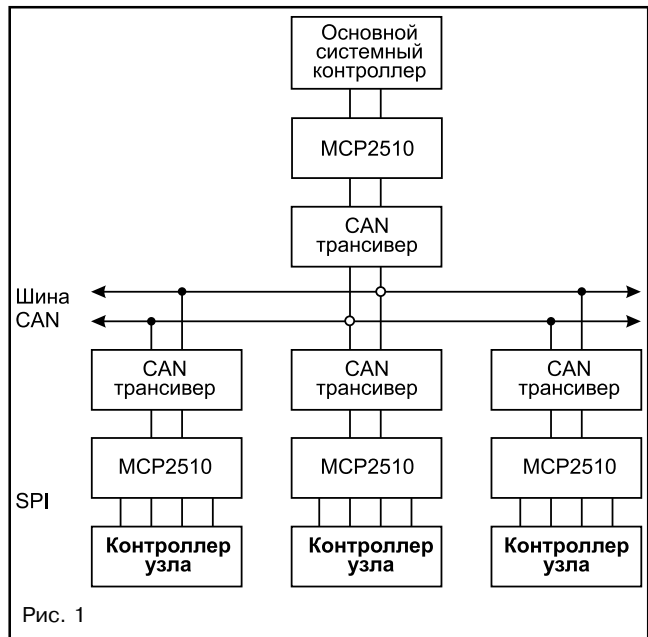 Основной
системный
контроллер
MCP2510
CAN
трансивер
Шина
CAN
CAN
трансивер
CAN
трансивер
CAN
трансивер
MCP2510
MCP2510
MCP2510
SPI
Контроллер
узла
Контроллер
узла
Контроллер
узла
Рис. 1